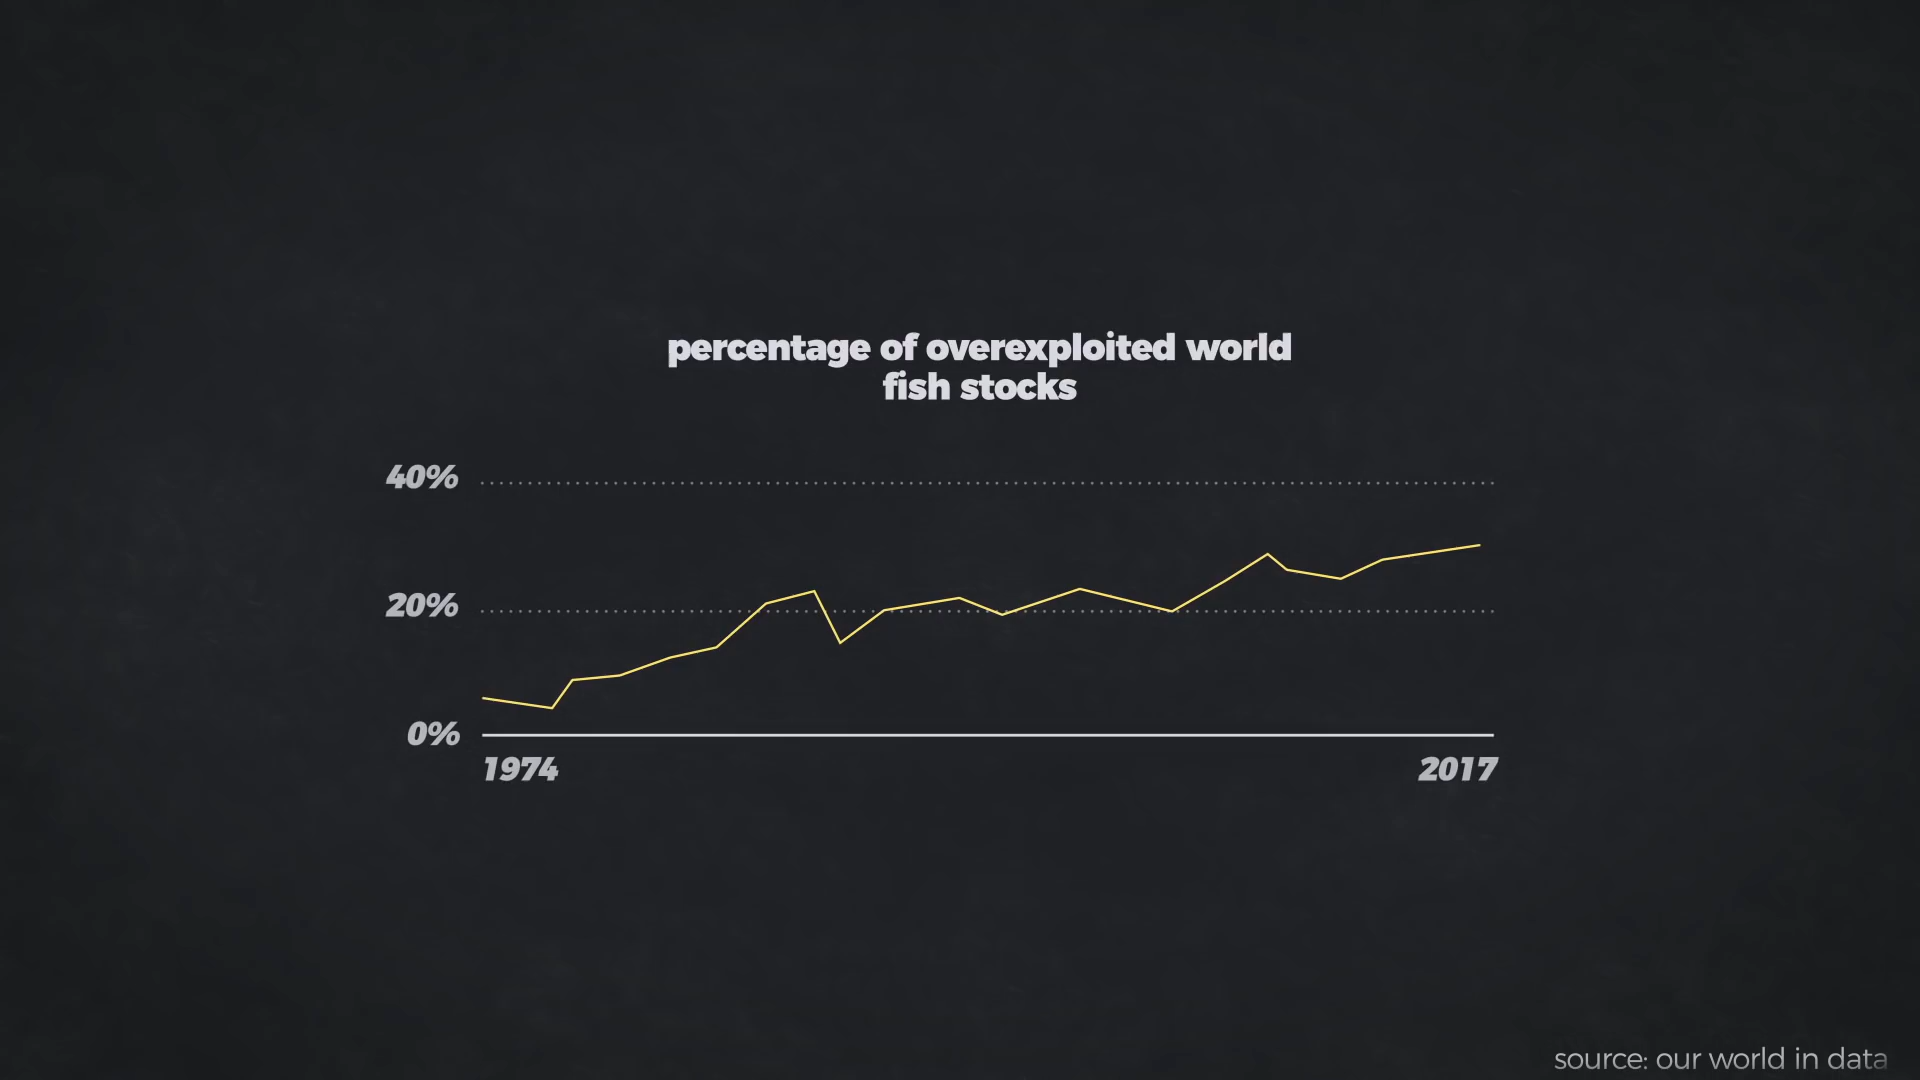 percentage of overexploited world
fish stocks
40%
20%
0%
1974
2017
source: our world in data